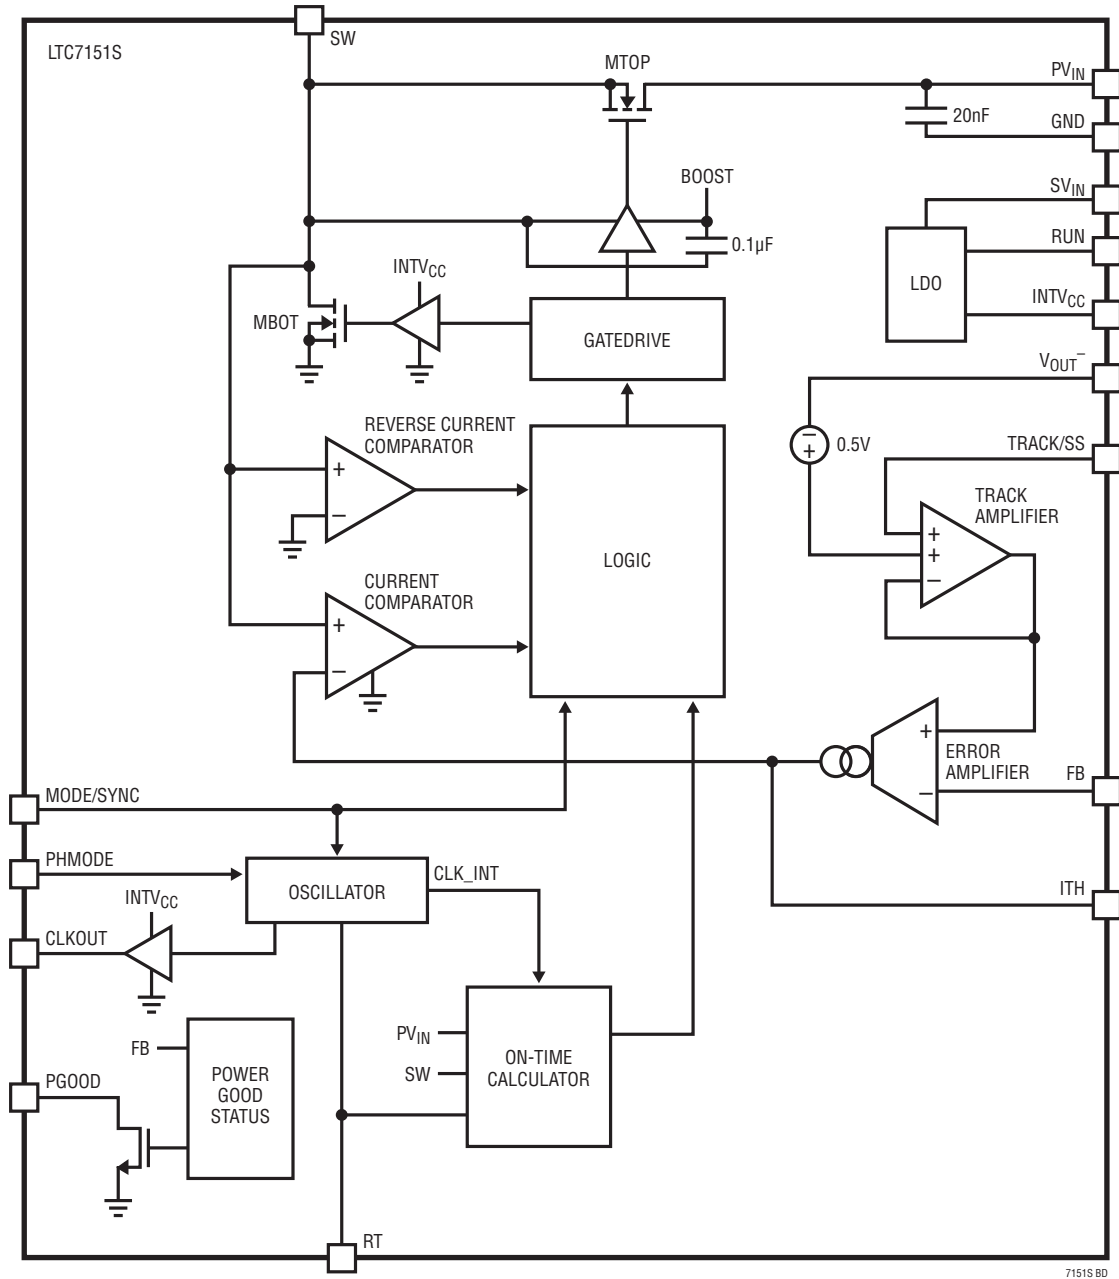 SW
LTC7151S
MTOP
PVIN
20nF
GND
BOOST
SVIN
0.1µF
RUN
INTVCC
LDO
INTVCC
MBOT
GATEDRIVE
VOUT–
REVERSE CURRENT
COMPARATOR
–
+
0.5V
TRACK/SS
+
–
TRACK
AMPLIFIER
LOGIC
+
+
–
CURRENT
COMPARATOR
+
–
+
ERROR
AMPLIFIER
–
FB
MODE/SYNC
PHMODE
CLK_INT
OSCILLATOR
ITH
INTVCC
CLKOUT
PVIN
FB
ON-TIME
CALCULATOR
SW
PGOOD
POWER
GOOD
STATUS
RT
7151S BD